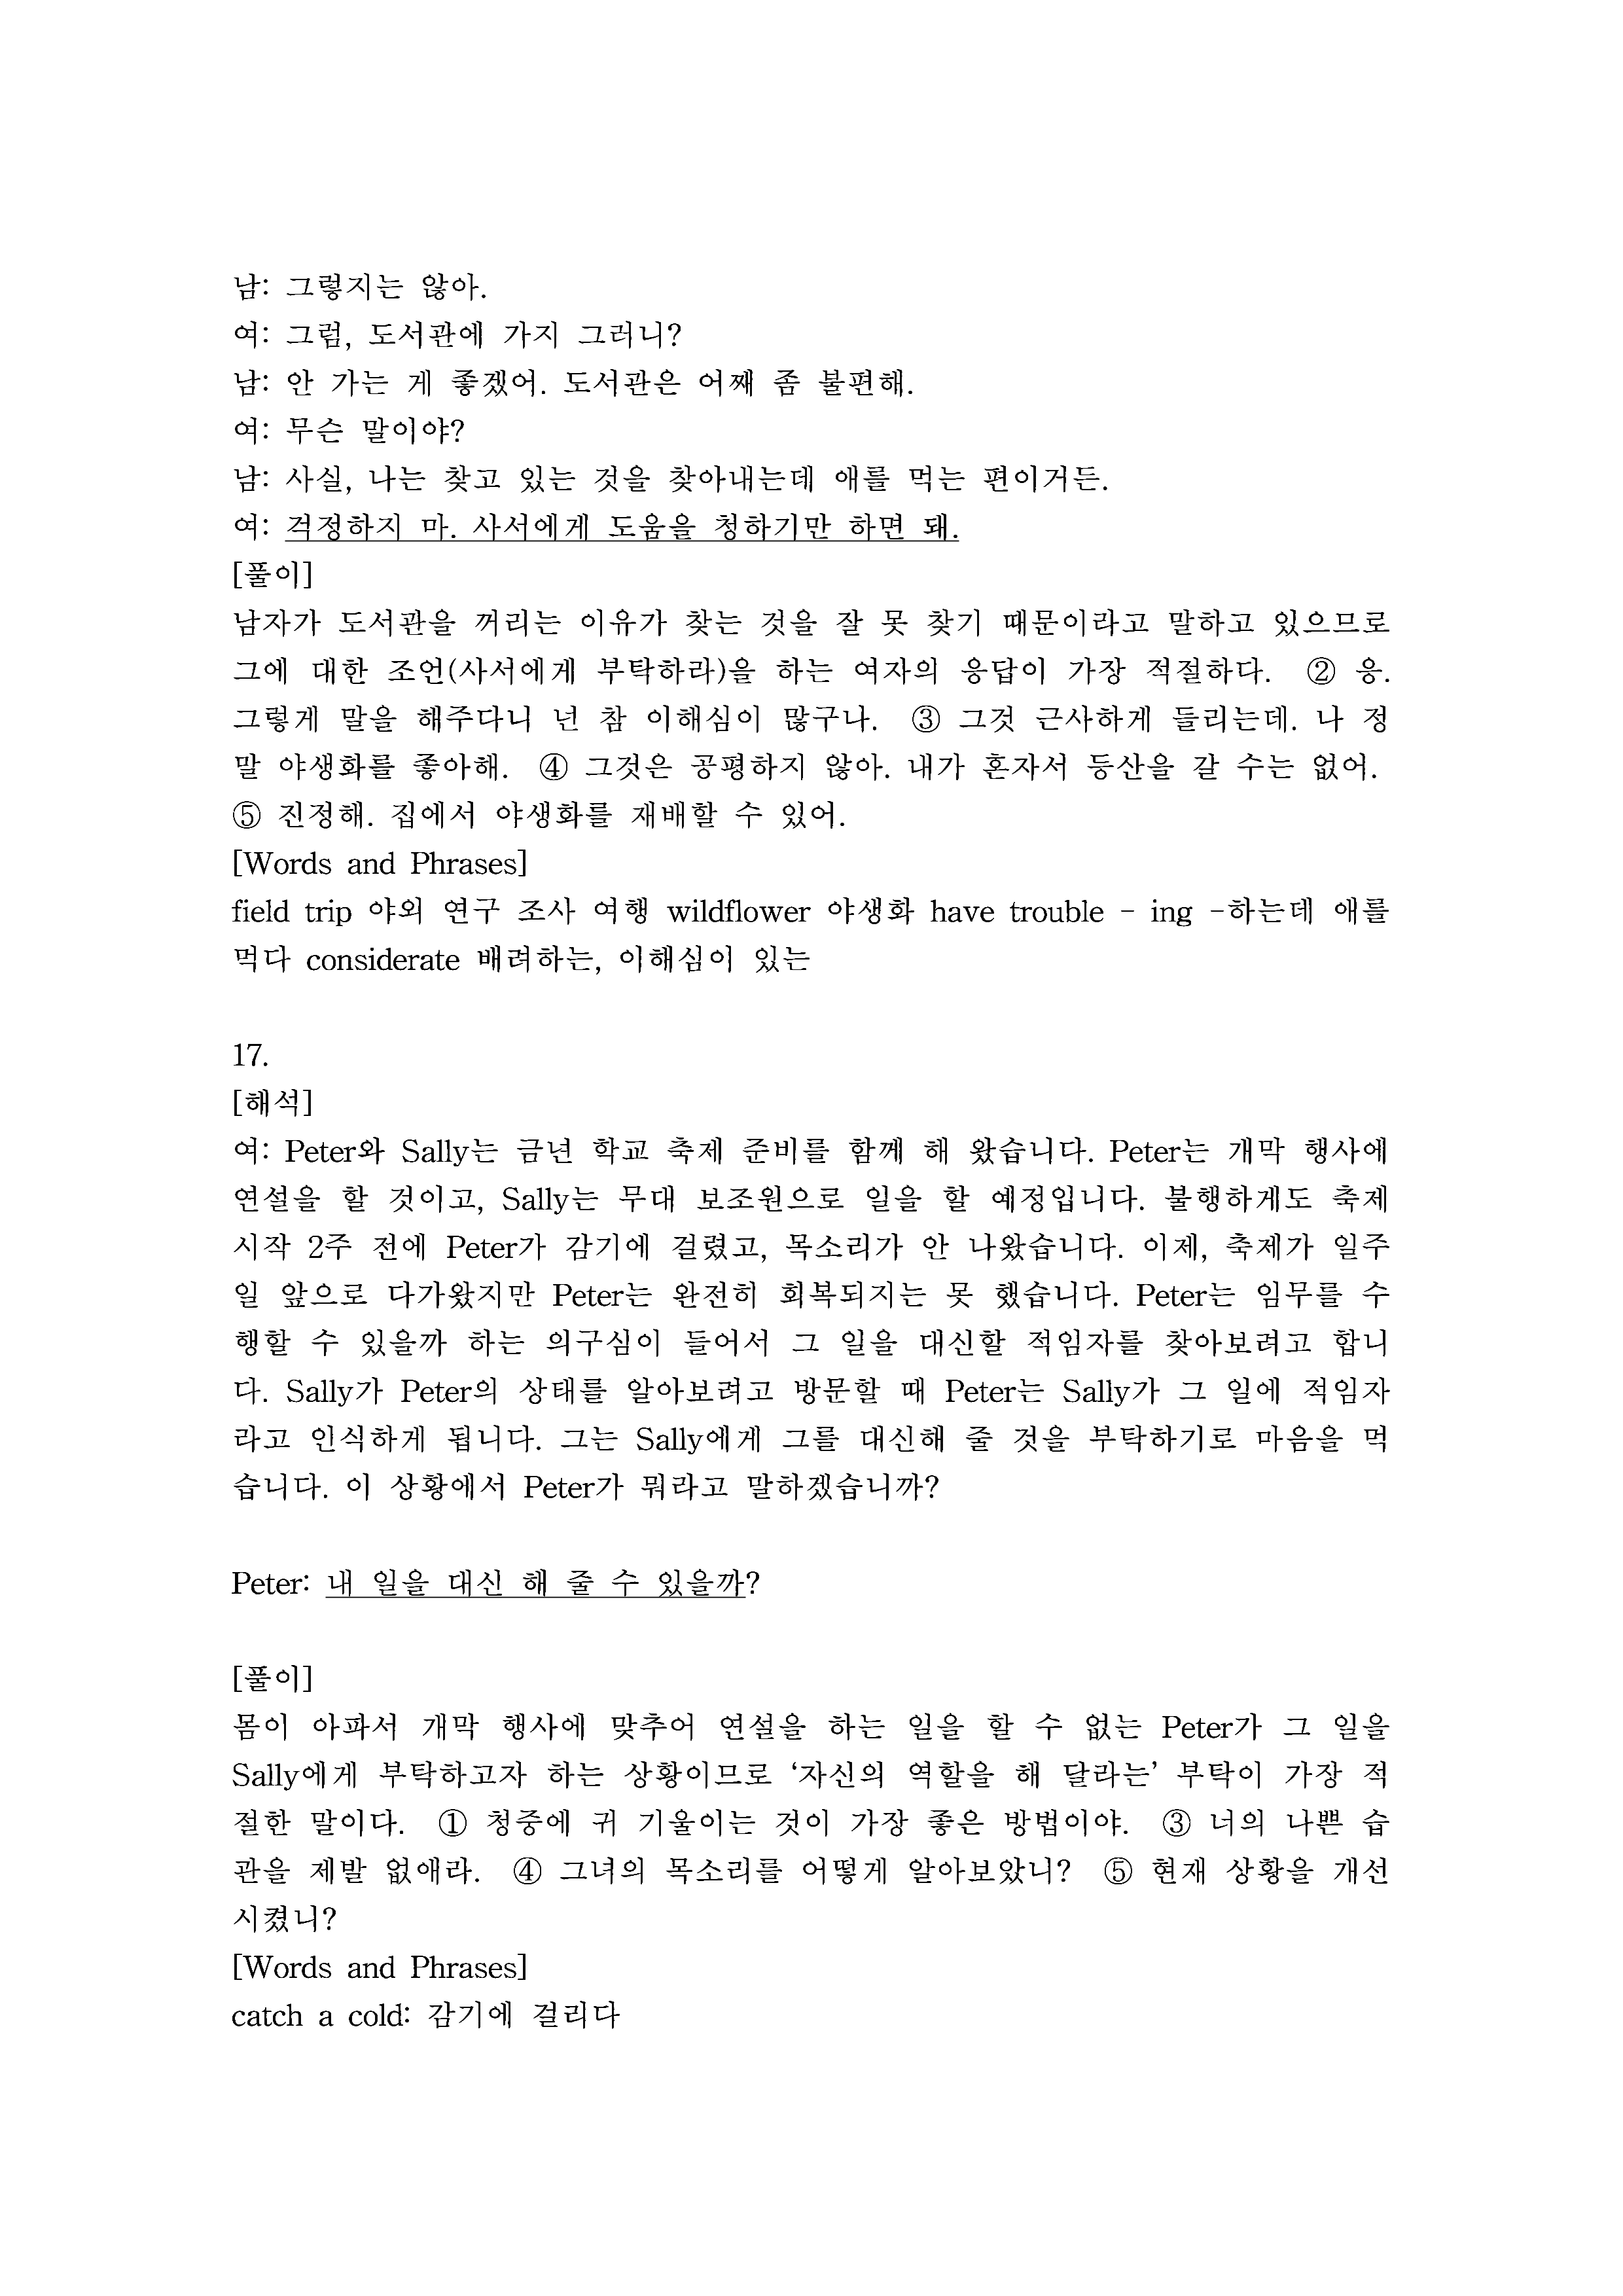 남: 그렇지는 않아.
여: 그럼, 도서관에 가지 그러니?
남: 안 가는 게 좋겠어. 도서관은 어째 좀 불편해.
여: 무슨 말이야?
남: 사실, 나는 찾고 있는 것을 찾아내는데 애를 먹는 편이거든.
여: 걱정하지 마. 사서에게 도움을 청하기만 하면 돼.
[풀이]
남자가 도서관을 꺼리는 이유가 찾는 것을 잘 못 찾기 때문이라고 말하고 있으므로
그에 대한 조언(사서에게 부탁하라)을 하는 여자의 응답이 가장 적절하다. ② 응.
그렇게 말을 해주다니 넌 참 이해심이 많구나. ③ 그것 근사하게 들리는데. 나 정
말 야생화를 좋아해. ④ 그것은 공평하지 않아. 내가 혼자서 등산을 갈 수는 없어.
⑤ 진정해. 집에서 야생화를 재배할 수 있어.
[Words and Phrases]
field trip 야외 연구 조사 여행 wildflower 야생화 have trouble - ing -하는데 애를
먹다 considerate 배려하는, 이해심이 있는
17.
[해석]
여: Peter와 Sally는 금년 학교 축제 준비를 함께 해 왔습니다. Peter는 개막 행사에
연설을 할 것이고, Sally는 무대 보조원으로 일을 할 예정입니다. 불행하게도 축제
시작 2주 전에 Peter가 감기에 걸렸고, 목소리가 안 나왔습니다. 이제, 축제가 일주
일 앞으로 다가왔지만 Peter는 완전히 회복되지는 못 했습니다. Peter는 임무를 수
행할 수 있을까 하는 의구심이 들어서 그 일을 대신할 적임자를 찾아보려고 합니
다. Sally가 Peter의 상태를 알아보려고 방문할 때 Peter는 Sally가 그 일에 적임자
라고 인식하게 됩니다. 그는 Sally에게 그를 대신해 줄 것을 부탁하기로 마음을 먹
습니다. 이 상황에서 Peter가 뭐라고 말하겠습니까?
Peter: 내 일을 대신 해 줄 수 있을까?
[풀이]
몸이 아파서 개막 행사에 맞추어 연설을 하는 일을 할 수 없는 Peter가 그 일을
Sally에게 부탁하고자 하는 상황이므로 ‘자신의 역할을 해 달라는’ 부탁이 가장 적
절한 말이다. ① 청중에 귀 기울이는 것이 가장 좋은 방법이야. ③ 너의 나쁜 습
관을 제발 없애라. ④ 그녀의 목소리를 어떻게 알아보았니? ⑤ 현재 상황을 개선
시켰니?
[Words and Phrases]
catch a cold: 감기에 걸리다